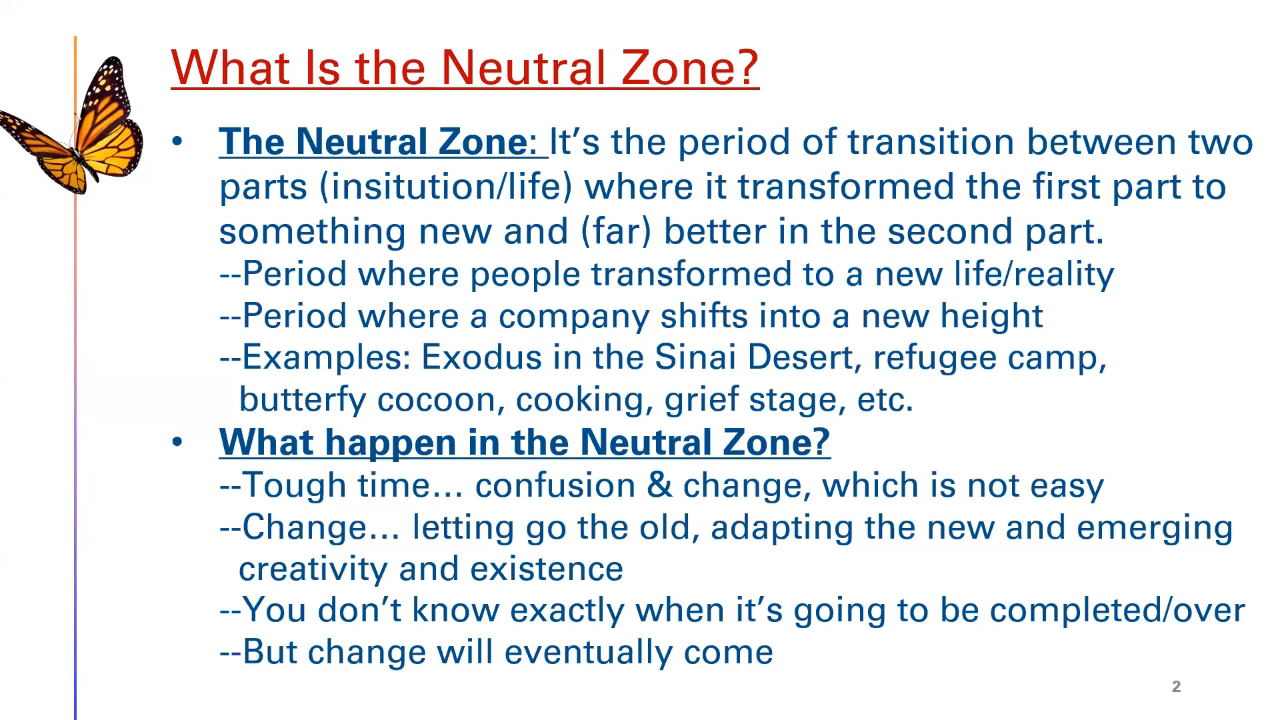 What Is the Neutral Zone?
• The Neutral Zone: It’s the period of transition between two
parts (insitution/life) where it transformed the first part to
something new and (far) better in the second part.
--Period where people transformed to a new life/reality
--Period where a company shifts into a new height
--Examples: Exodus in the Sinai Desert, refugee camp,
butterfy cocoon, cooking, grief stage, etc.
• What happen in the Neutral Zone?
--Tough time… confusion & change, which is not easy
--Change… letting go the old, adapting the new and emerging
creativity and existence
--You don’t know exactly when it’s going to be completed/over
--But change will eventually come
2